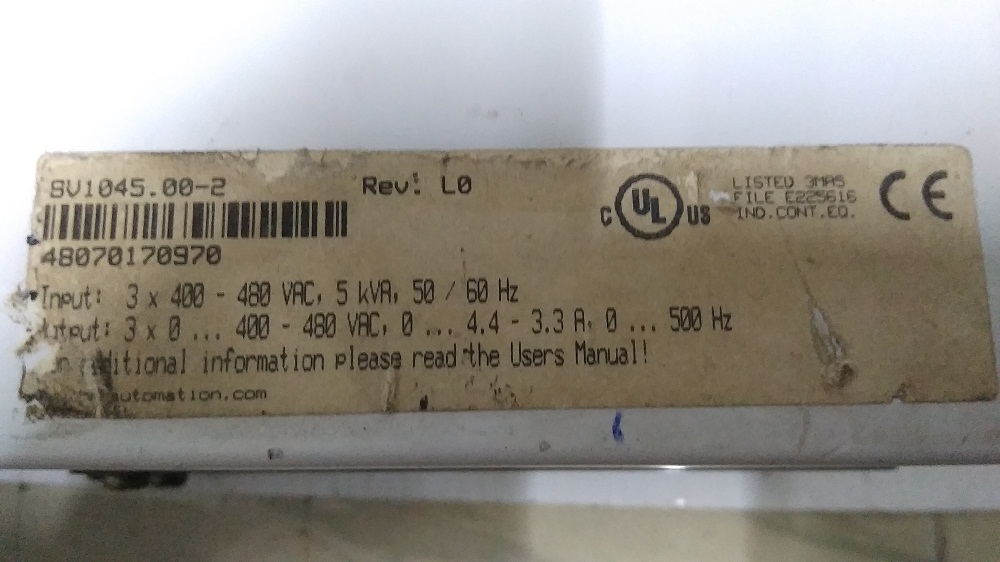 8V1045.00-2 Rev: L0
48070170970
Input: 3 x 400 - 480 VAC, 5 kVA, 50 / 60 Hz
utput: 3 x 0 ... 400 - 480 VAC, 0 ... 4.4 - 3.3 A, 0 ... 500 Hz
ditional information please read the Users Manual!
automation.com
C UL US
LISTED 3MA5
FILE E225616
IND.CONT.EQ.
CE